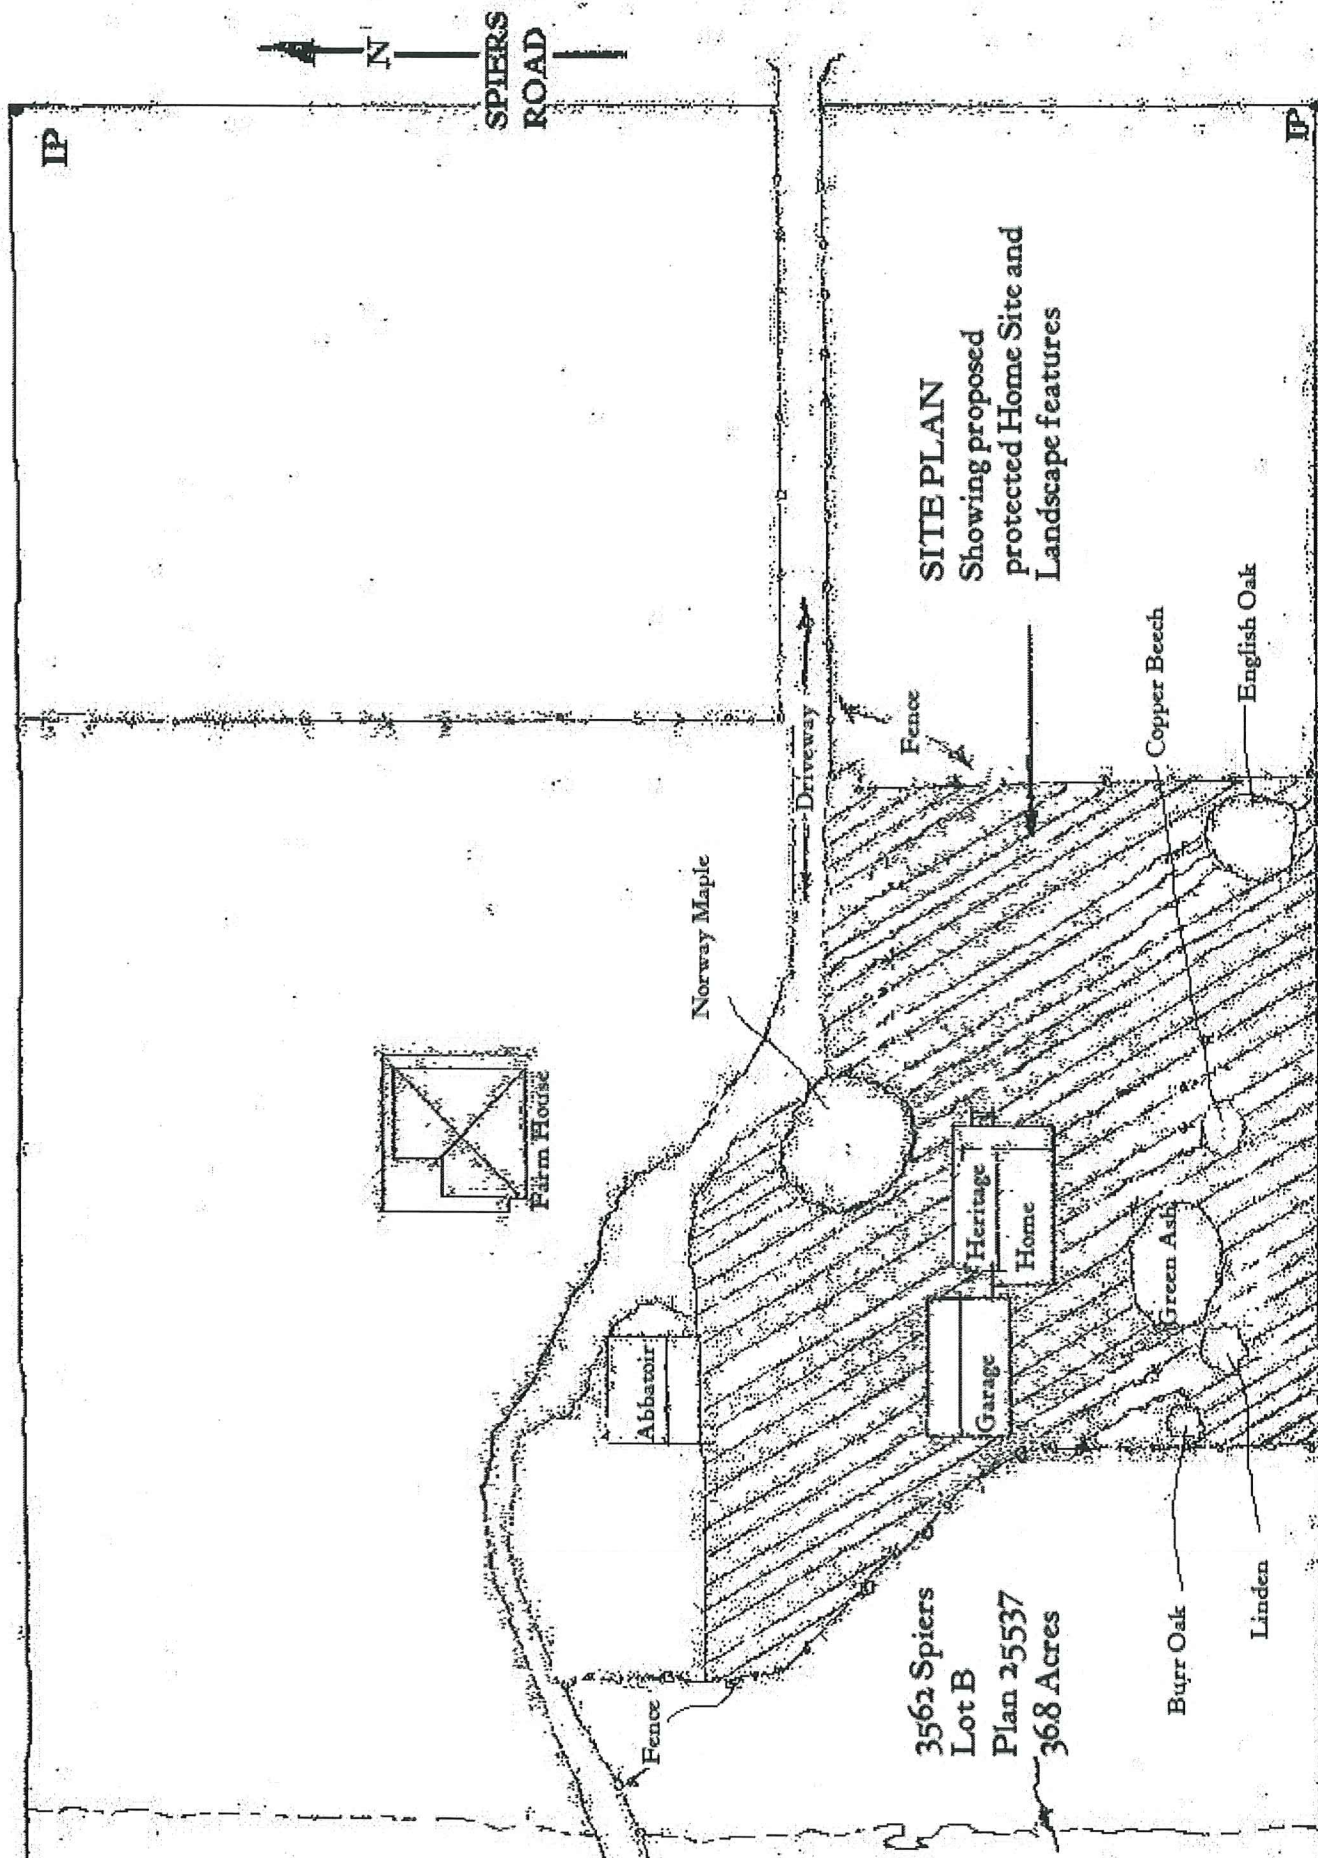 IP
N
SPIERS
ROAD
IP
SITE PLAN
Showing proposed
protected Home Site and
Landscape features
Driveway
Fence
Copper Beech
English Oak
Norway Maple
Farm House
Abbatoir
Heritage
Home
Garage
Green Ash
Fence
3562 Spiers
Lot B
Plan 25537
36.8 Acres
Burr Oak
Linden